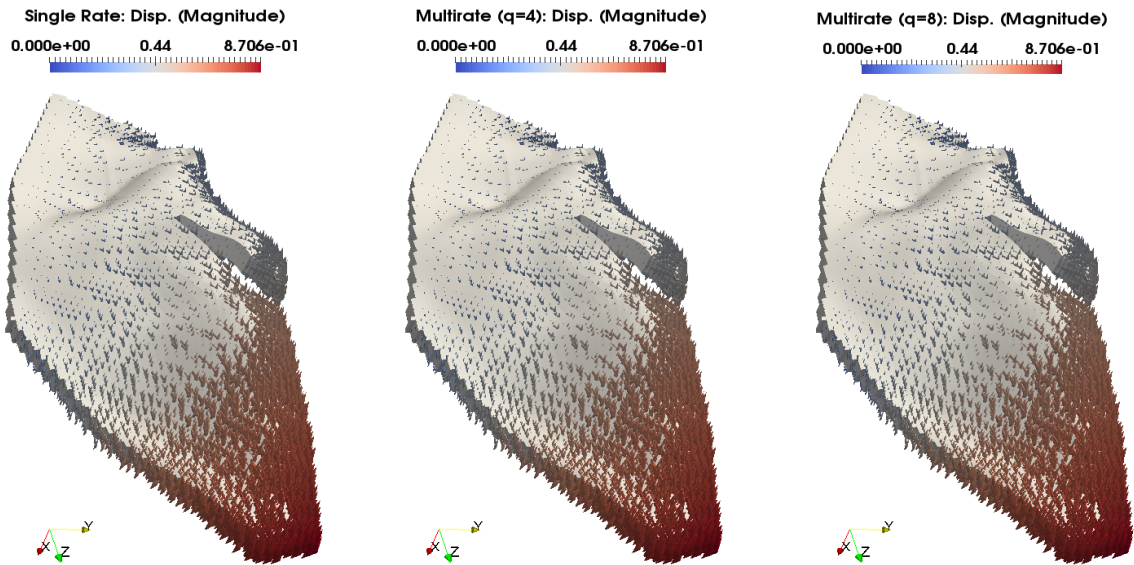 Single Rate: Disp. (Magnitude)
0.000e+00 0.44 8.706e-01
Multirate (q=4): Disp. (Magnitude)
0.000e+00 0.44 8.706e-01
Multirate (q=8): Disp. (Magnitude)
0.000e+00 0.44 8.706e-01
Y
X
Z
Y
X
Z
Y
X
Z